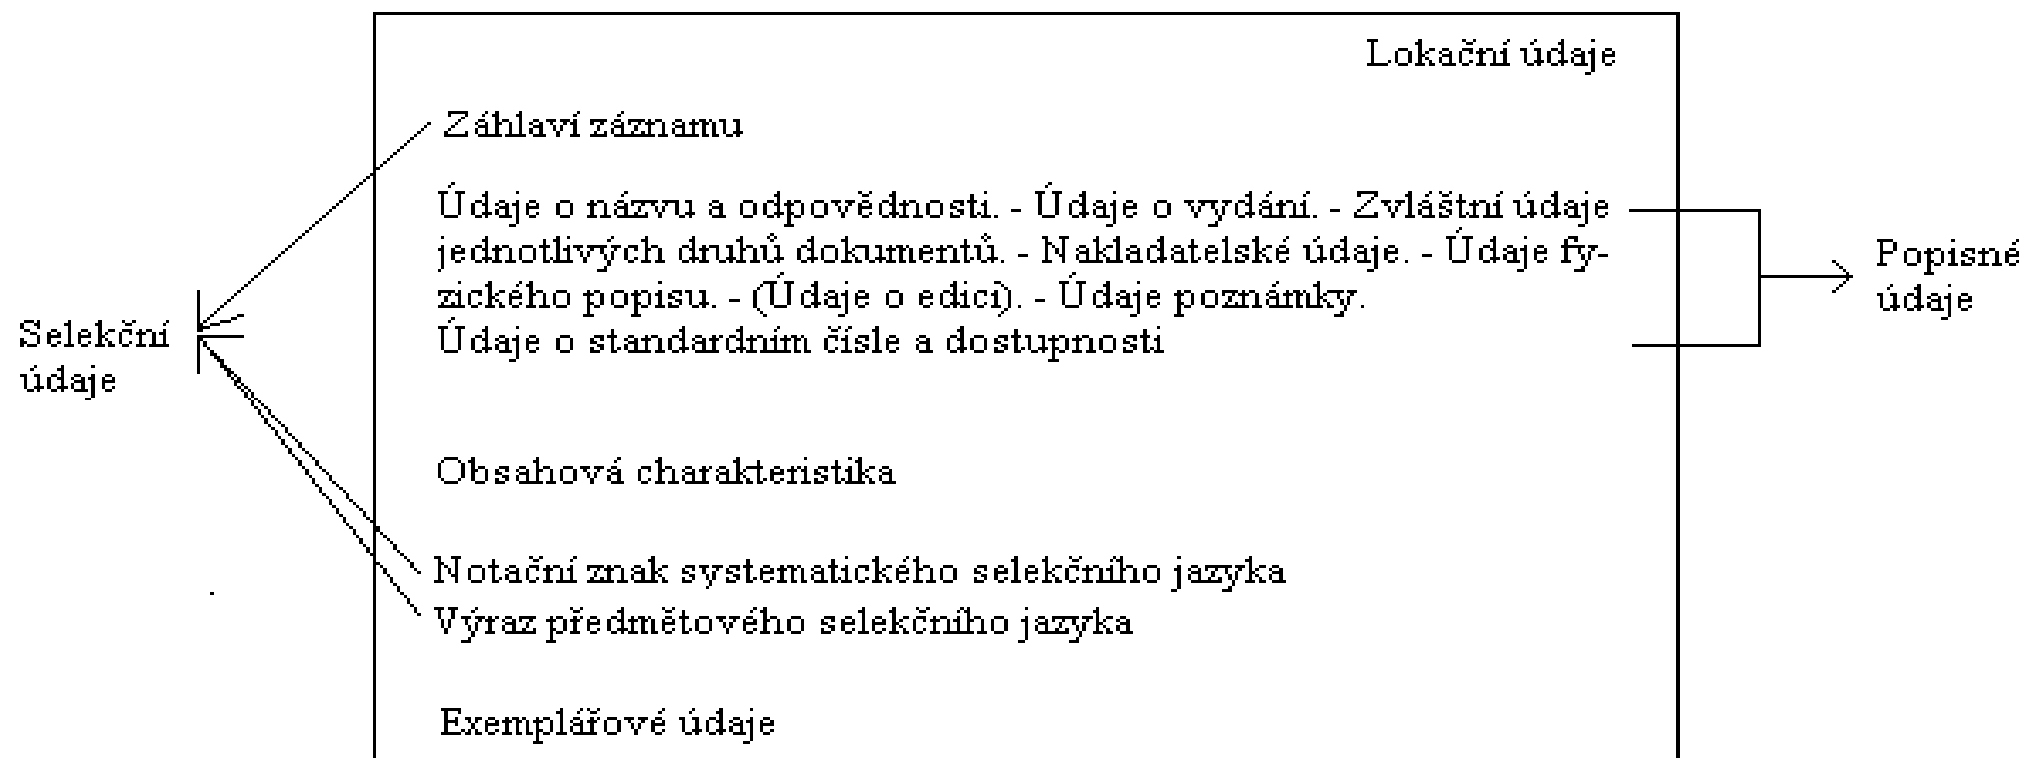 Lokační údaje
Záhlaví záznamu
Údaje o názvu a odpovědnosti. - Údaje o vydání. - Zvláštní údaje
jednotlivých druhů dokumentů. - Nakladatelské údaje. - Údaje fy-
zického popisu. - (Údaje o edici). - Údaje poznámky.
Údaje o standardním čísle a dostupnosti
Popisné
údaje
Selekční
údaje
Obsahová charakteristika
Notační znak systematického selekčního jazyka
Výraz předmětového selekčního jazyka
Exemplářové údaje